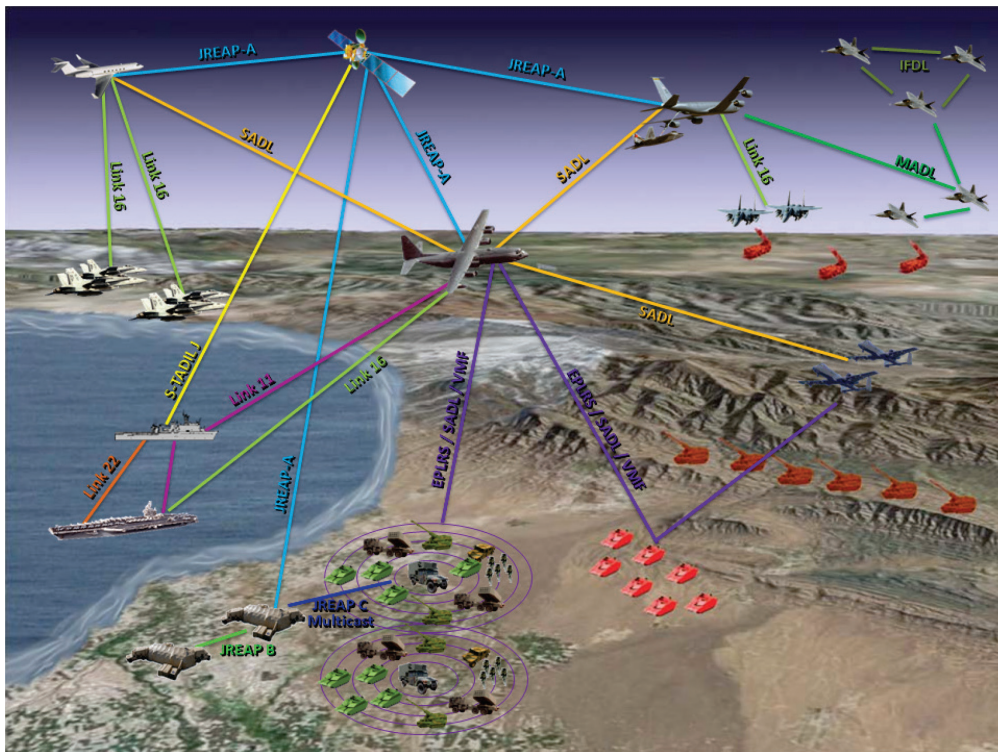 JREAP-A
JREAP-A
IFDL
SADL
JREAP-A
SADL
Link 16
MADL
Link 16
Link 16
SADL
S-TADIL J
Link 11
Link 16
EPLRS / SADL / VMF
EPLRS / SADL / VMF
Link 22
JREAP-A
JREAP C
Multicast
JREAP B